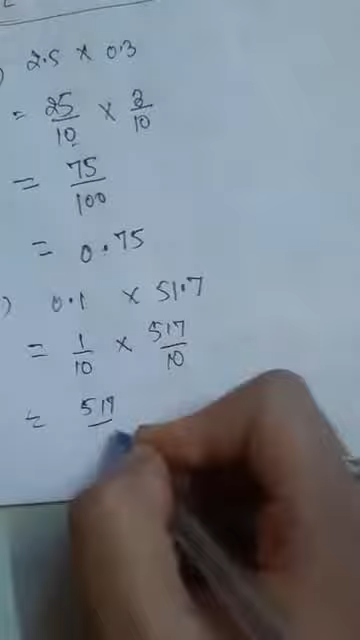 ) 2.5 × 0.3
= 25/10 × 3/10
= 75/100
= 0.75
) 0.1 × 51.7
= 1/10 × 517/10
= 517